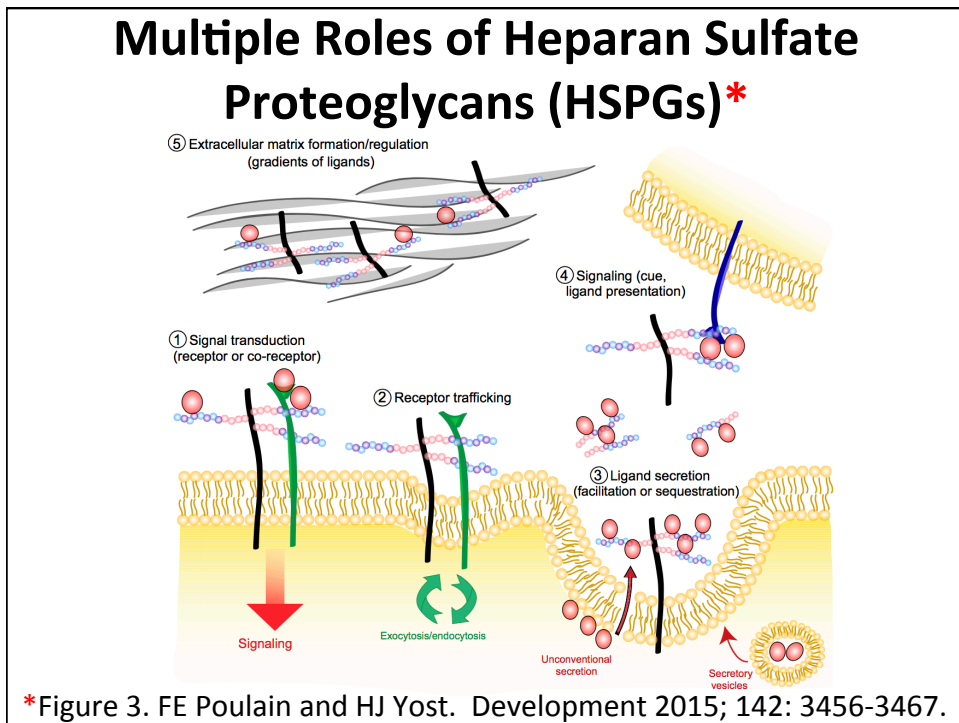 Multiple Roles of Heparan Sulfate
Proteoglycans (HSPGs)*
⑤ Extracellular matrix formation/regulation
(gradients of ligands)
④ Signaling (cue,
ligand presentation)
① Signal transduction
(receptor or co-receptor)
② Receptor trafficking
③ Ligand secretion
(facilitation or sequestration)
Signaling
Exocytosis/endocytosis
Unconventional
secretion
Secretory
vesicles
*Figure 3. FE Poulain and HJ Yost. Development 2015; 142: 3456-3467.